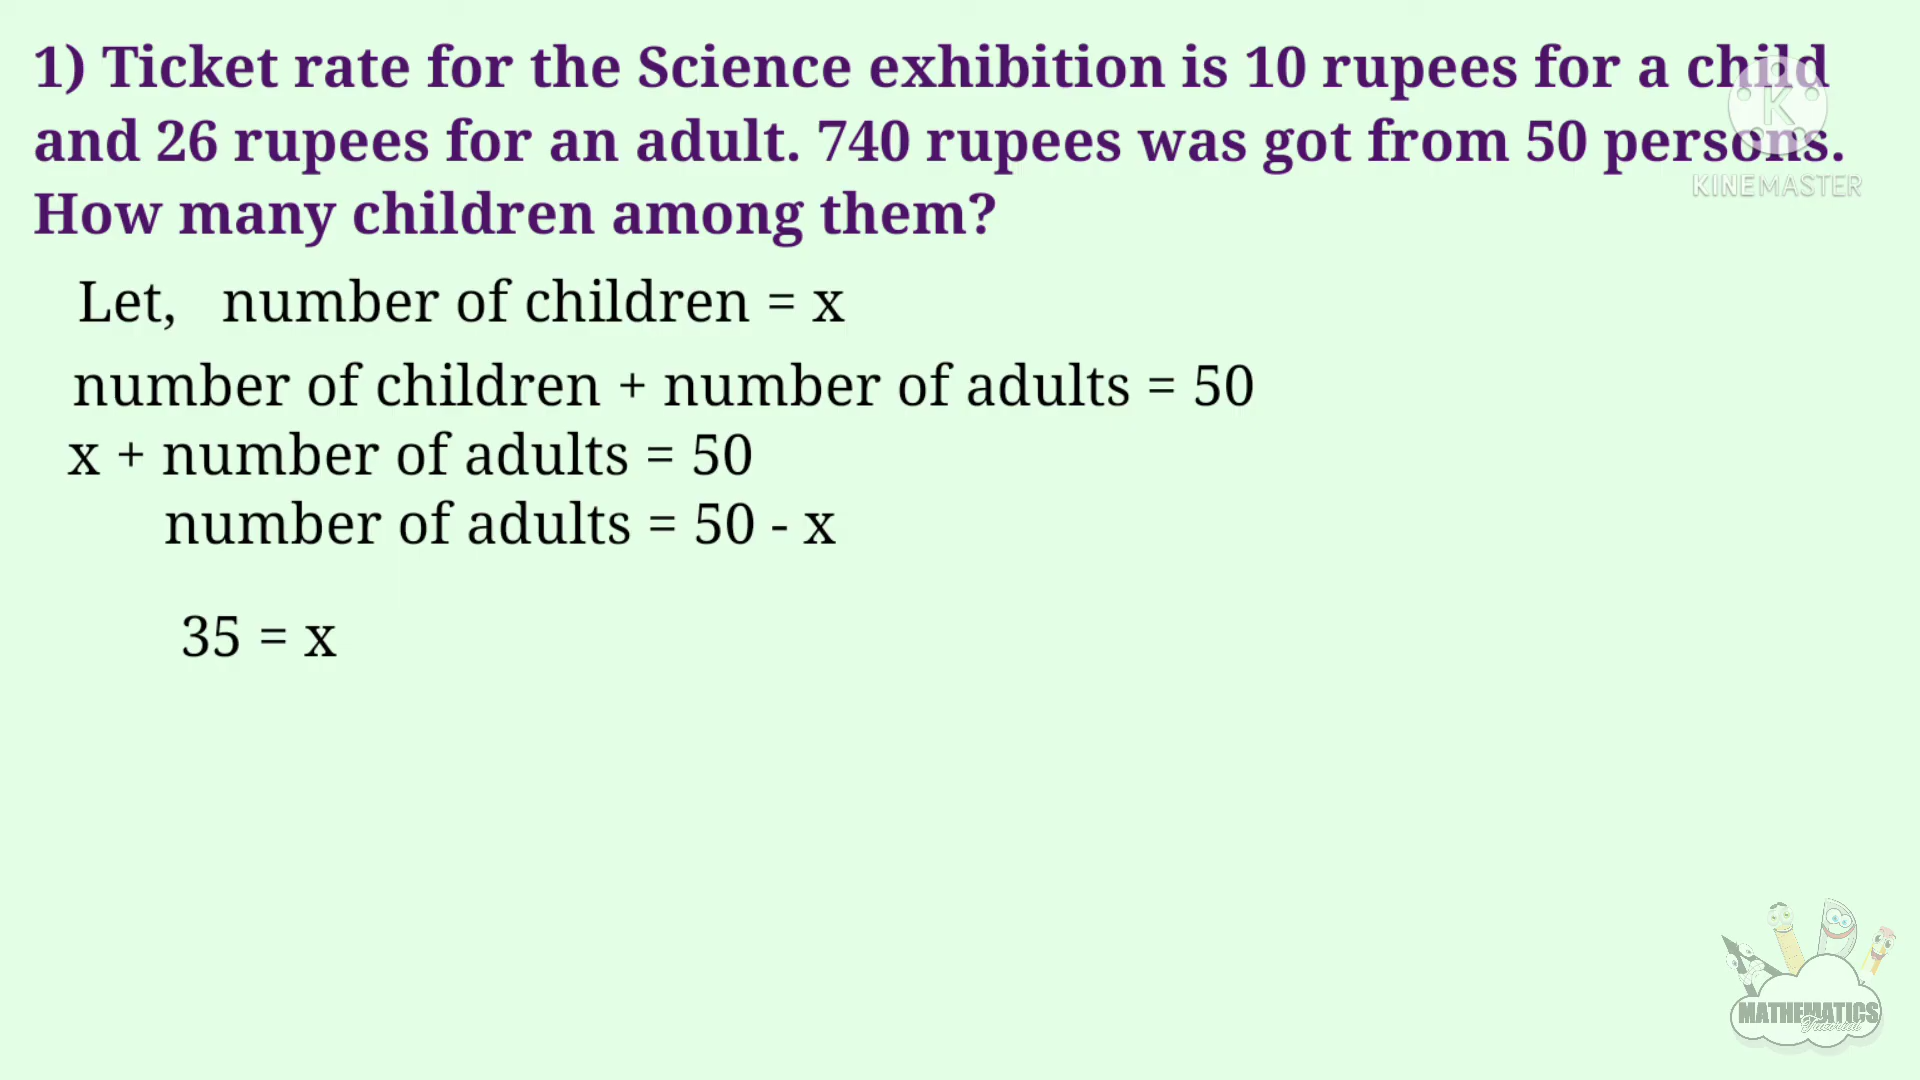 1) Ticket rate for the Science exhibition is 10 rupees for a child
and 26 rupees for an adult. 740 rupees was got from 50 persons.
How many children among them?
K
KINEMASTER
Let, number of children = x
number of children + number of adults = 50
x + number of adults = 50
number of adults = 50 - x
35 = x
MATHEMATICS
Tutorial